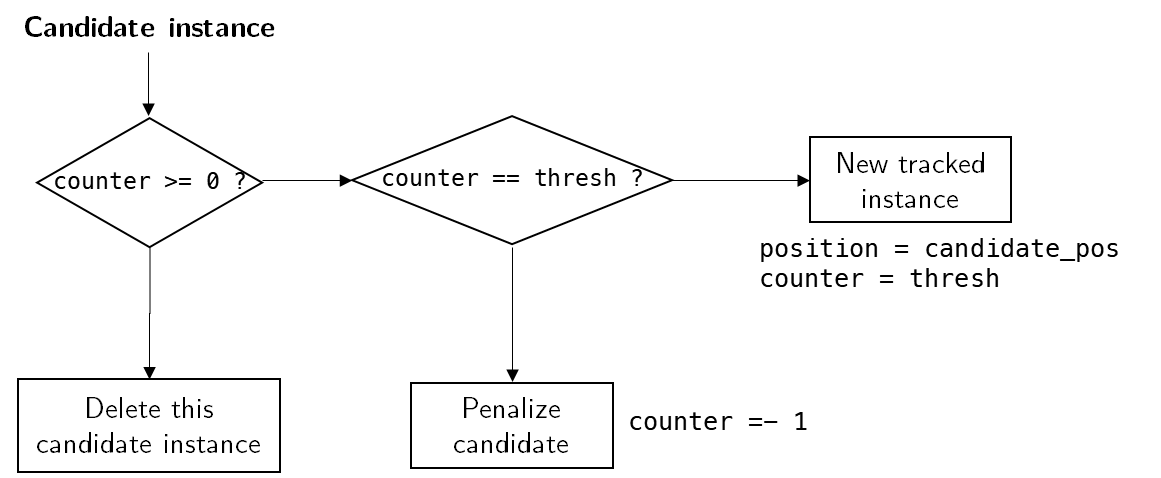 Candidate instance
counter >= 0 ?
counter == thresh ?
New tracked
instance
position = candidate_pos
counter = thresh
Delete this
candidate instance
Penalize
candidate
counter =− 1